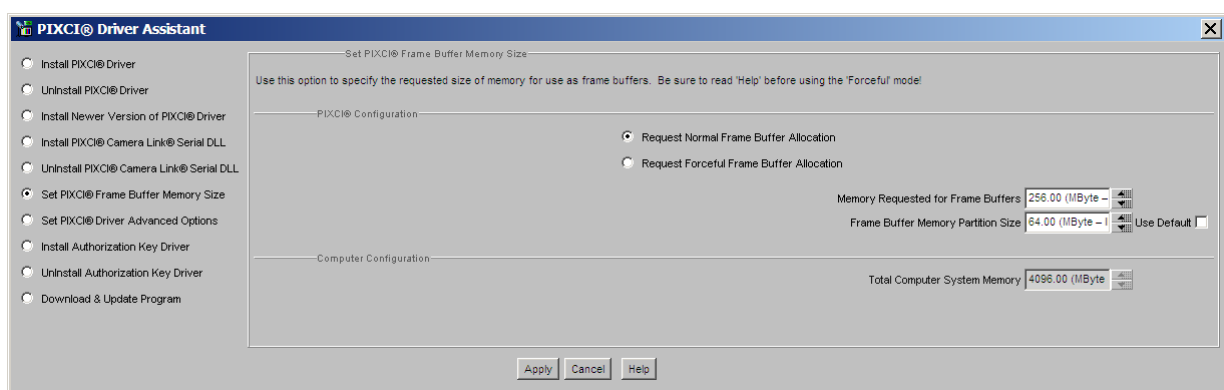 PIXCI® Driver Assistant
Install PIXCI® Driver
UnInstall PIXCI® Driver
Install Newer Version of PIXCI® Driver
Install PIXCI® Camera Link® Serial DLL
UnInstall PIXCI® Camera Link® Serial DLL
Set PIXCI® Frame Buffer Memory Size
Set PIXCI® Driver Advanced Options
Install Authorization Key Driver
UnInstall Authorization Key Driver
Download & Update Program
Set PIXCI® Frame Buffer Memory Size
Use this option to specify the requested size of memory for use as frame buffers. Be sure to read 'Help' before using the 'Forceful' mode!
PIXCI® Configuration
Request Normal Frame Buffer Allocation
Request Forceful Frame Buffer Allocation
Memory Requested for Frame Buffers 256.00 (MByte –
Frame Buffer Memory Partition Size 64.00 (MByte – Use Default
Computer Configuration
Total Computer System Memory 4096.00 (MByte
Apply Cancel Help